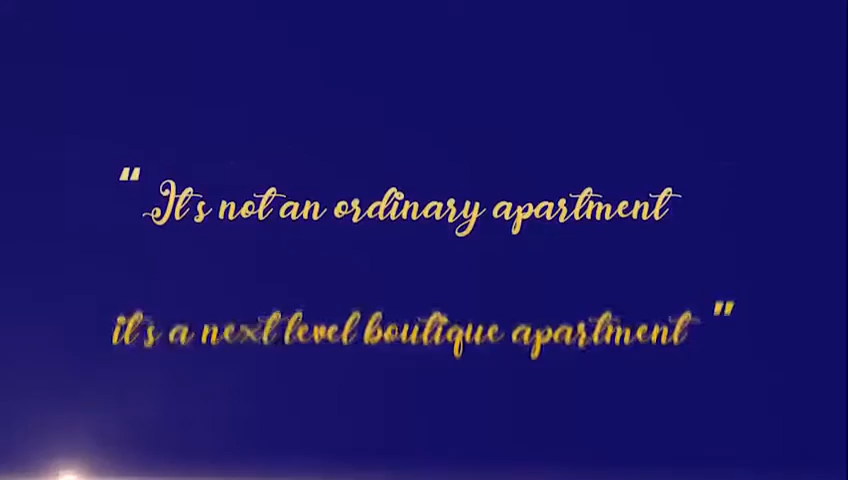 “ It's not an ordinary apartment
it's a next level boutique apartment ”